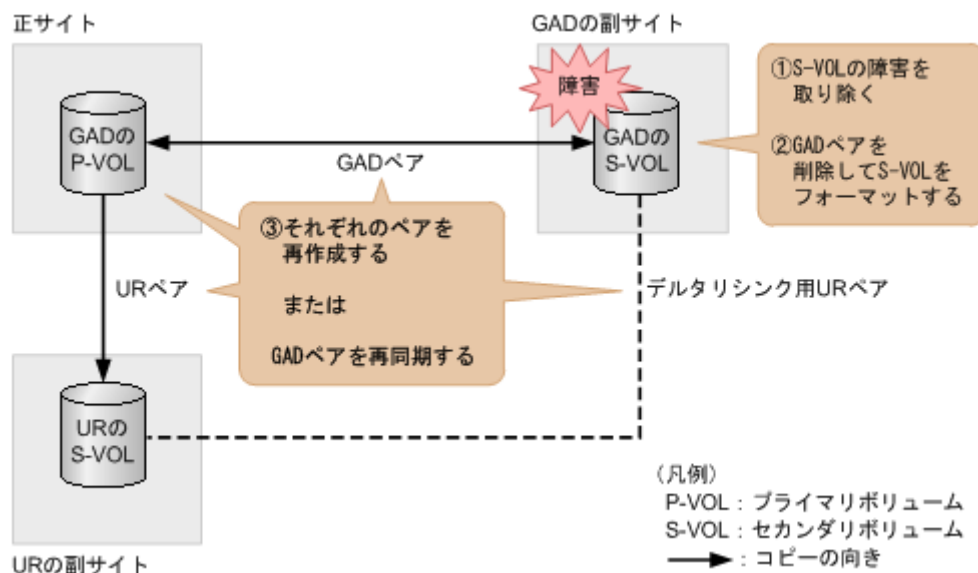 正サイト
GADの副サイト
障害
GADの
P-VOL
GADの
S-VOL
GADペア
①S-VOLの障害を
取り除く
②GADペアを
削除してS-VOLを
フォーマットする
③それぞれのペアを
再作成する
または
GADペアを再同期する
URペア
デルタリシンク用URペア
URの
S-VOL
URの副サイト
（凡例）
P-VOL：プライマリボリューム
S-VOL：セカンダリボリューム
：コピーの向き